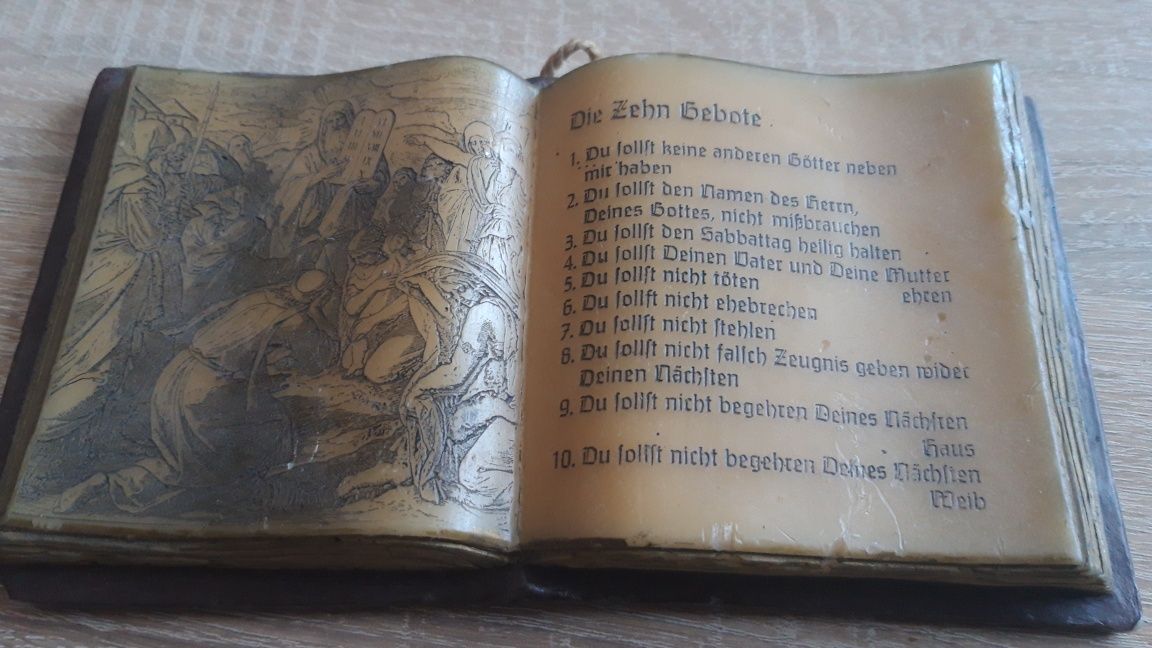 Die Zehn Gebote
1. Du sollst keine anderen Götter neben
mir haben
2. Du sollst den Namen des Herrn,
Deines Gottes, nicht mißbrauchen
3. Du sollst den Sabbattag heilig halten
4. Du sollst Deinen Vater und Deine Mutter
ehren
5. Du sollst nicht töten
6. Du sollst nicht ehebrechen
7. Du sollst nicht stehlen
8. Du sollst nicht falsch Zeugnis geben wider
Deinen Nächsten
9. Du sollst nicht begehren Deines Nächsten
Haus
10. Du sollst nicht begehren Deines Nächsten
Weib